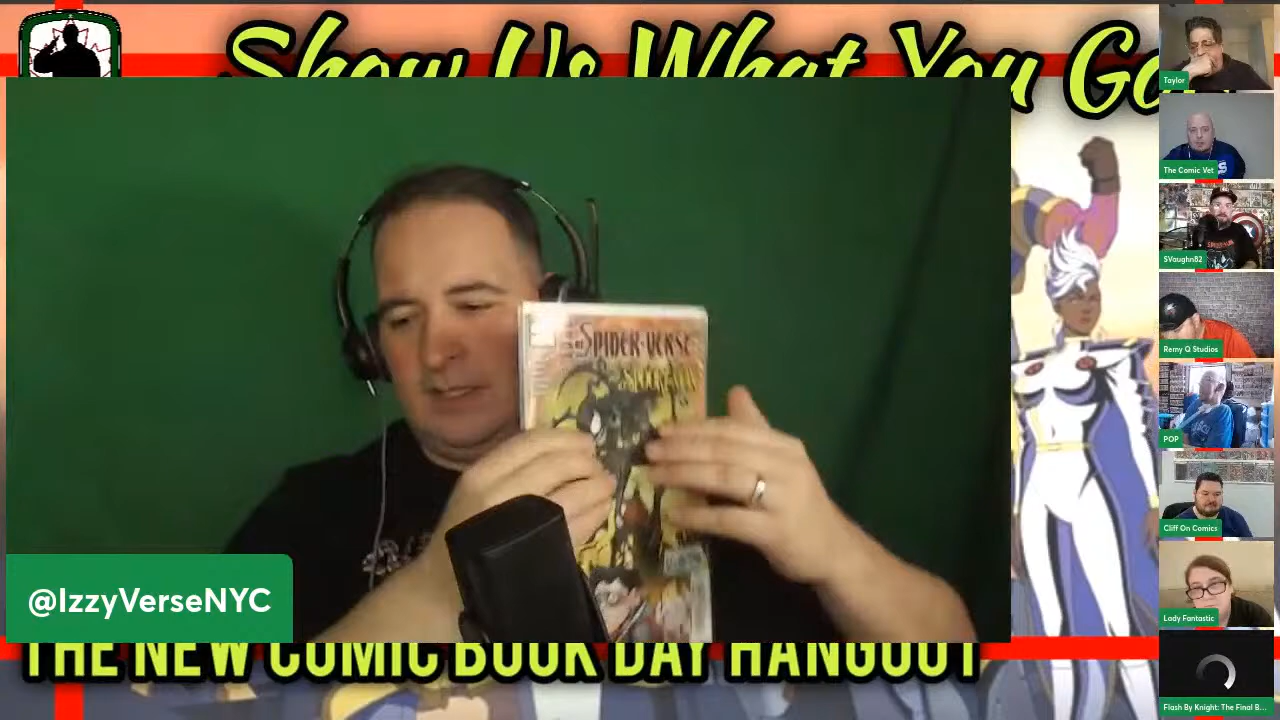 Show Us What You Go
Taylor
The Comic Vet
SPIDER-VERSE
SVaughn82
Remy Q Studios
POP
Cliff On Comics
@IzzyVerseNYC
Lady Fantastic
THE NEW COMIC BOOK DAY HANGOUT
Flash By Knight: The Final B...